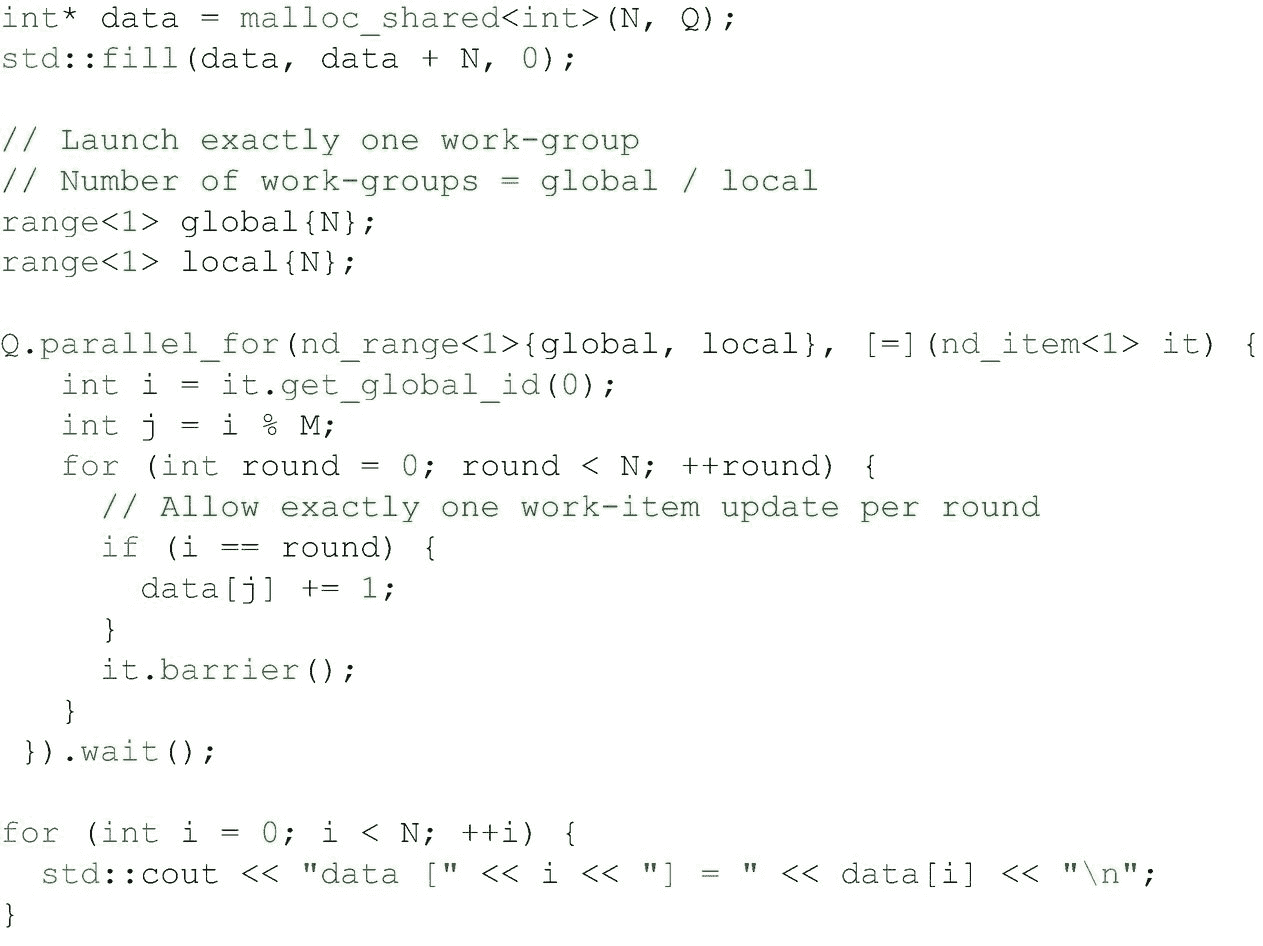 int* data = malloc_shared<int>(N, Q);
std::fill(data, data + N, 0);

// Launch exactly one work-group
// Number of work-groups = global / local
range<1> global{N};
range<1> local{N};

Q.parallel_for(nd_range<1>{global, local}, [=](nd_item<1> it) {
   int i = it.get_global_id(0);
   int j = i % M;
   for (int round = 0; round < N; ++round) {
     // Allow exactly one work-item update per round
     if (i == round) {
       data[j] += 1;
     }
     it.barrier();
   }
 }).wait();

for (int i = 0; i < N; ++i) {
  std::cout << "data [" << i << "] = " << data[i] << "\n";
}